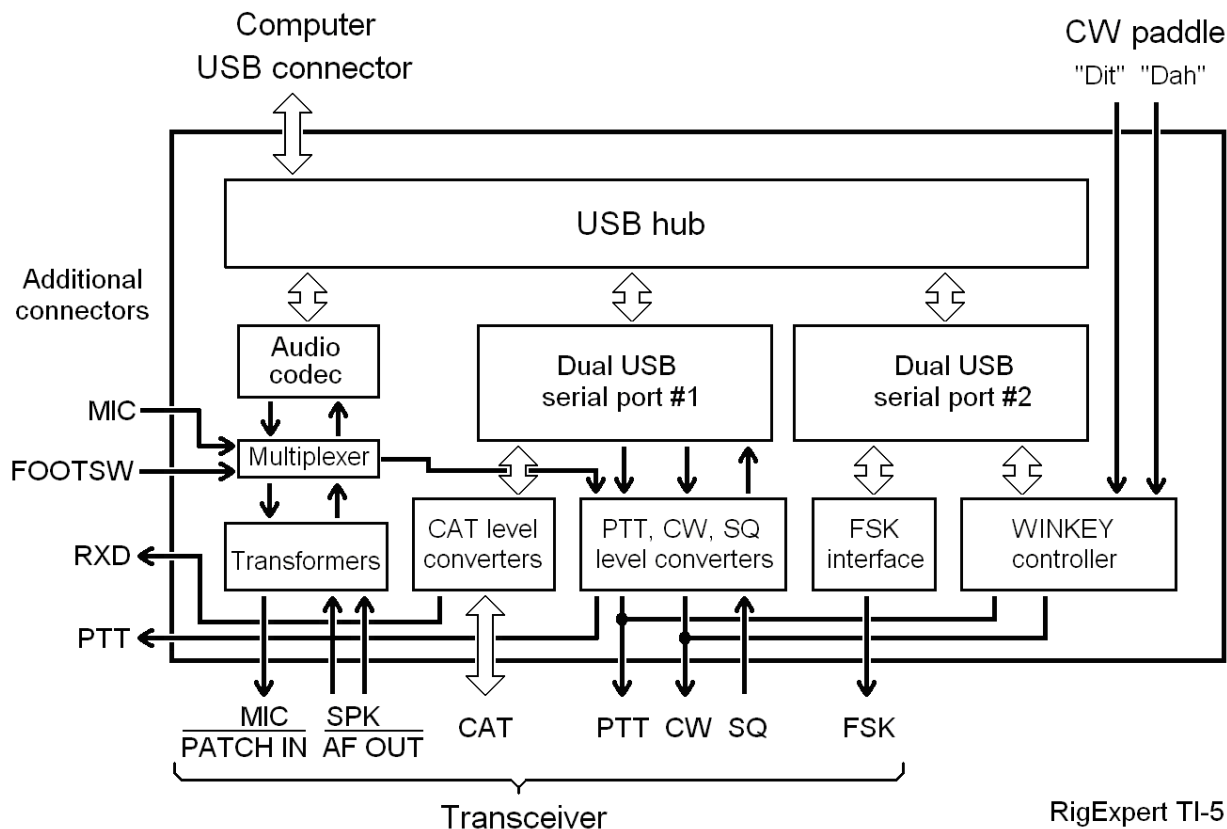 Computer
USB connector
CW paddle
"Dit" "Dah"
USB hub
Additional
connectors
Audio
codec
Dual USB
serial port #1
Dual USB
serial port #2
MIC
FOOTSW
Multiplexer
RXD
PTT
Transformers
CAT level
converters
PTT, CW, SQ
level converters
FSK
interface
WINKEY
controller
MIC
PATCH IN
SPK
AF OUT
CAT
PTT
CW
SQ
FSK
Transceiver
RigExpert TI-5